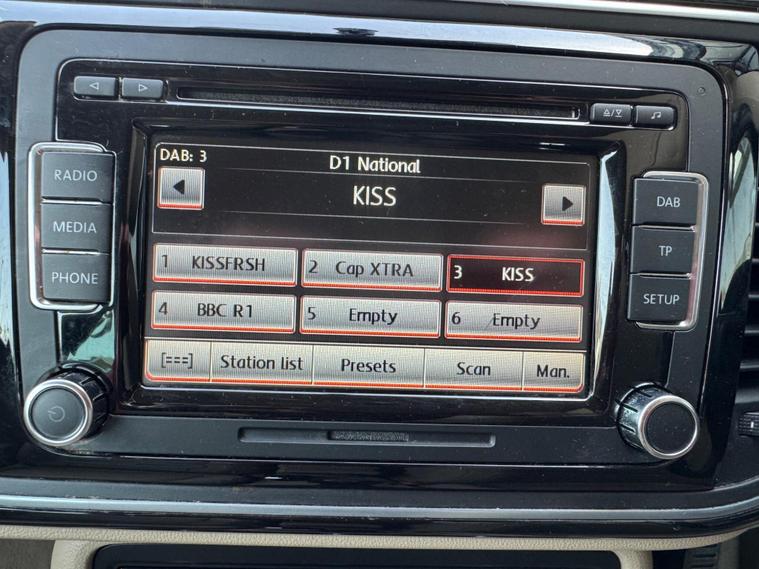 DAB: 3
D1 National
KISS
RADIO
MEDIA
PHONE
DAB
TP
SETUP
1 KISSFRSH
2 Cap XTRA
3 KISS
4 BBC R1
5 Empty
6 Empty
[===]
Station list
Presets
Scan
Man.